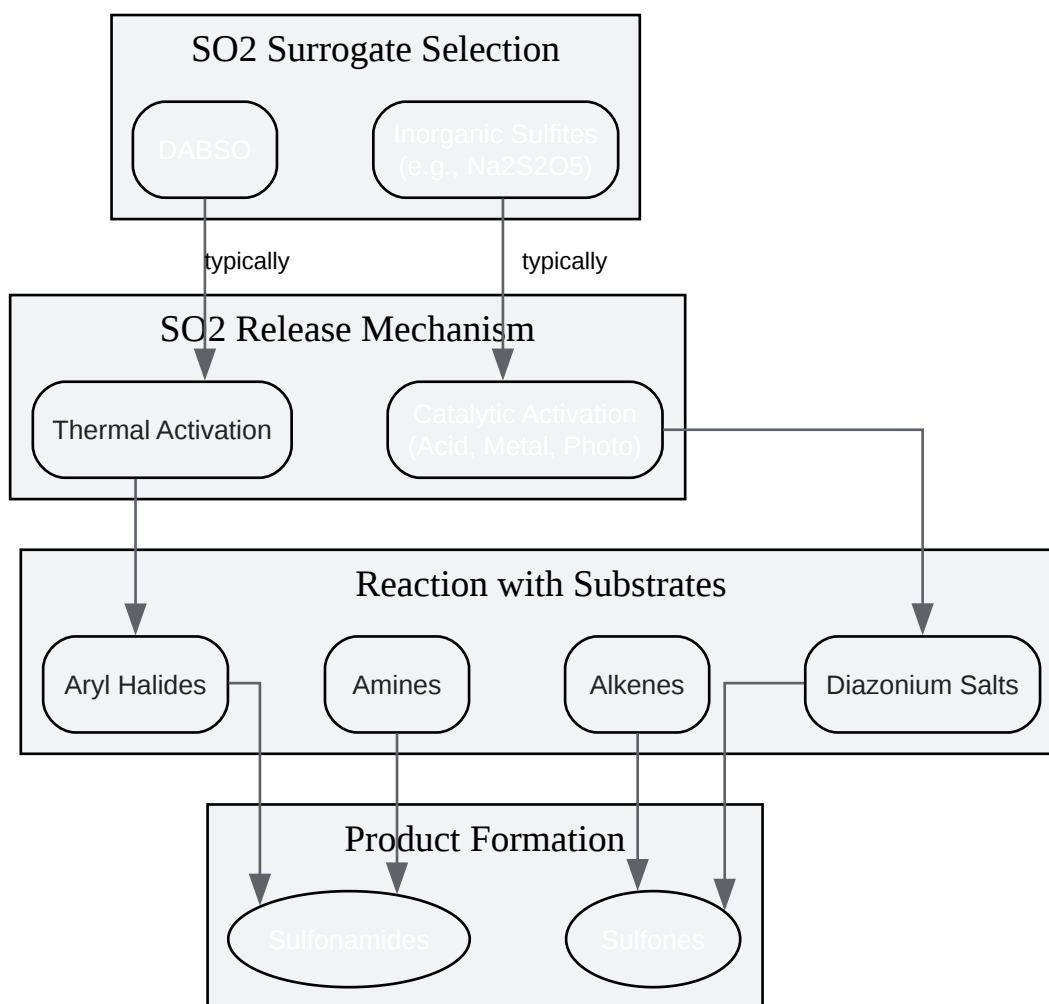 SO2 Surrogate Selection
DABSO
Inorganic Sulfites
(e.g., Na2S2O5)
typically
typically
SO2 Release Mechanism
Thermal Activation
Catalytic Activation
(Acid, Metal, Photo)
Reaction with Substrates
Aryl Halides
Amines
Alkenes
Diazonium Salts
Product Formation
Sulfonamides
Sulfones